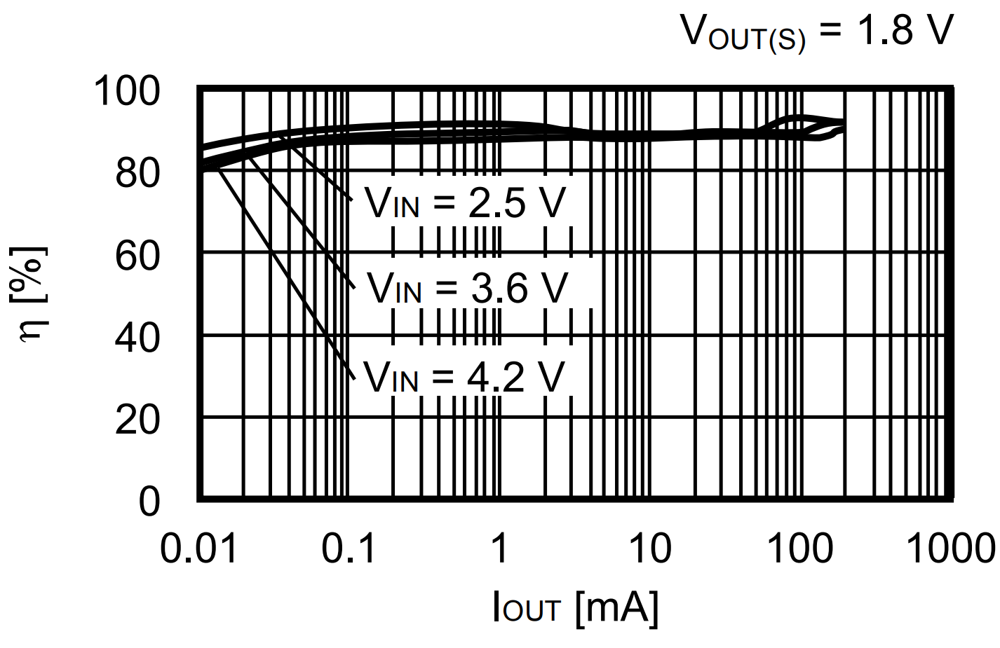 VOUT(S) = 1.8 V
100
80
60
40
20
0
η [%]
VIN = 2.5 V
VIN = 3.6 V
VIN = 4.2 V
0.01 0.1 1 10 100 1000
IOUT [mA]